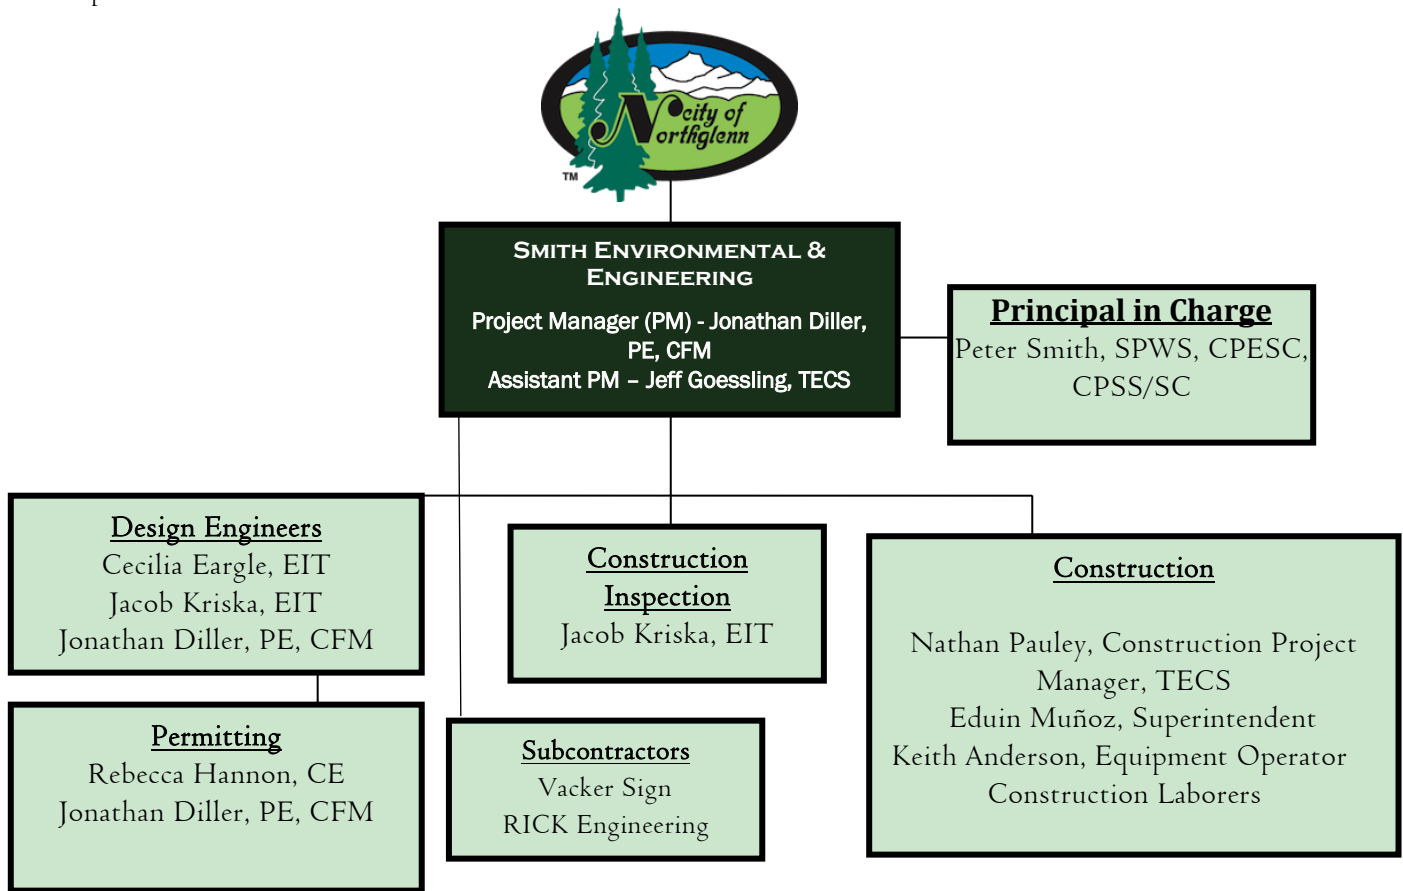 city of
Northglenn
TM
Smith Environmental &
Engineering
Project Manager (PM) - Jonathan Diller,
PE, CFM
Assistant PM – Jeff Goessling, TECS
Principal in Charge
Peter Smith, SPWS, CPESC,
CPSS/SC
Design Engineers
Cecilia Eargle, EIT
Jacob Kriska, EIT
Jonathan Diller, PE, CFM
Construction
Inspection
Jacob Kriska, EIT
Construction
Nathan Pauley, Construction Project
Manager, TECS
Eduin Muñoz, Superintendent
Keith Anderson, Equipment Operator
Construction Laborers
Permitting
Rebecca Hannon, CE
Jonathan Diller, PE, CFM
Subcontractors
Vacker Sign
RICK Engineering